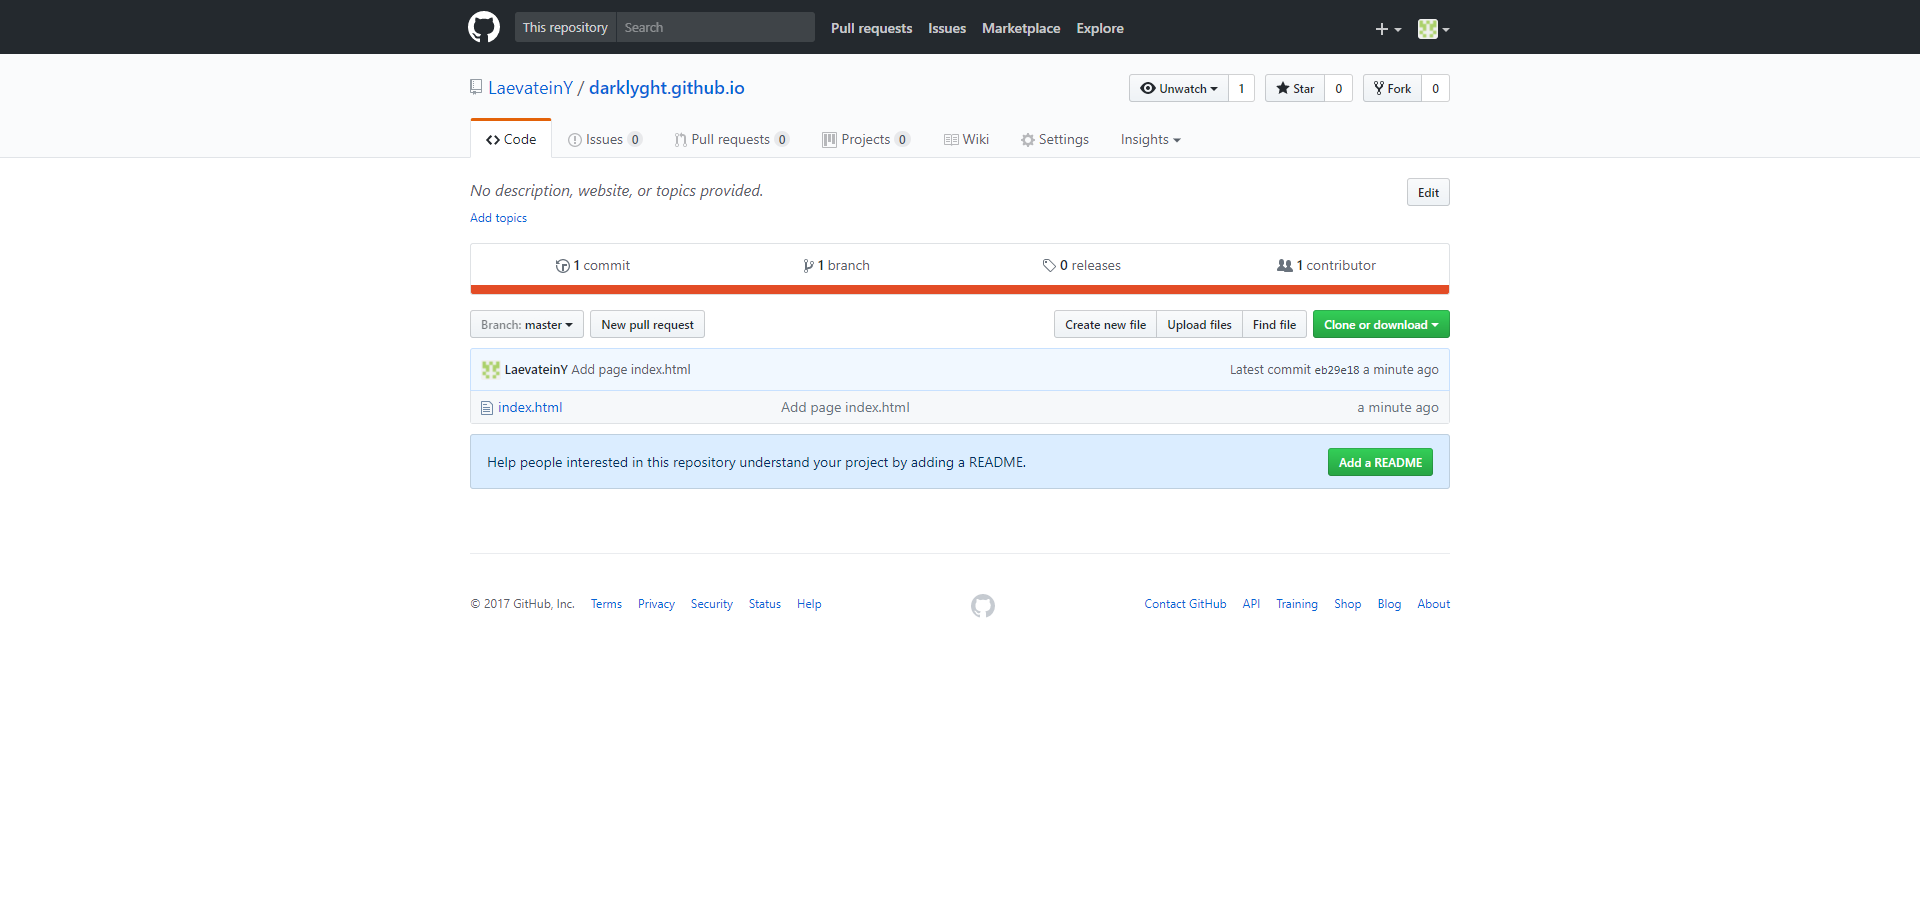 This repository Search Pull requests Issues Marketplace Explore
LaevateinY / darklyght.github.io Unwatch 1 Star 0 Fork 0
Code Issues 0 Pull requests 0 Projects 0 Wiki Settings Insights
No description, website, or topics provided. Edit
Add topics
1 commit 1 branch 0 releases 1 contributor
Branch: master New pull request Create new file Upload files Find file Clone or download
LaevateinY Add page index.html Latest commit eb29e18 a minute ago
index.html Add page index.html a minute ago
Help people interested in this repository understand your project by adding a README. Add a README
© 2017 GitHub, Inc. Terms Privacy Security Status Help Contact GitHub API Training Shop Blog About